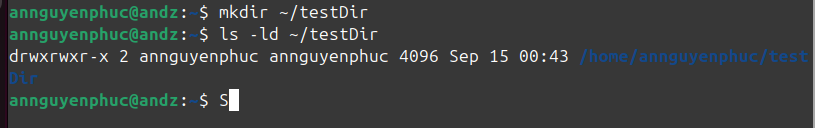 annguyenphuc@andz:~$ mkdir ~/testDir
annguyenphuc@andz:~$ ls -ld ~/testDir
drwxrwxr-x 2 annguyenphuc annguyenphuc 4096 Sep 15 00:43 /home/annguyenphuc/test
Dir
annguyenphuc@andz:~$ S